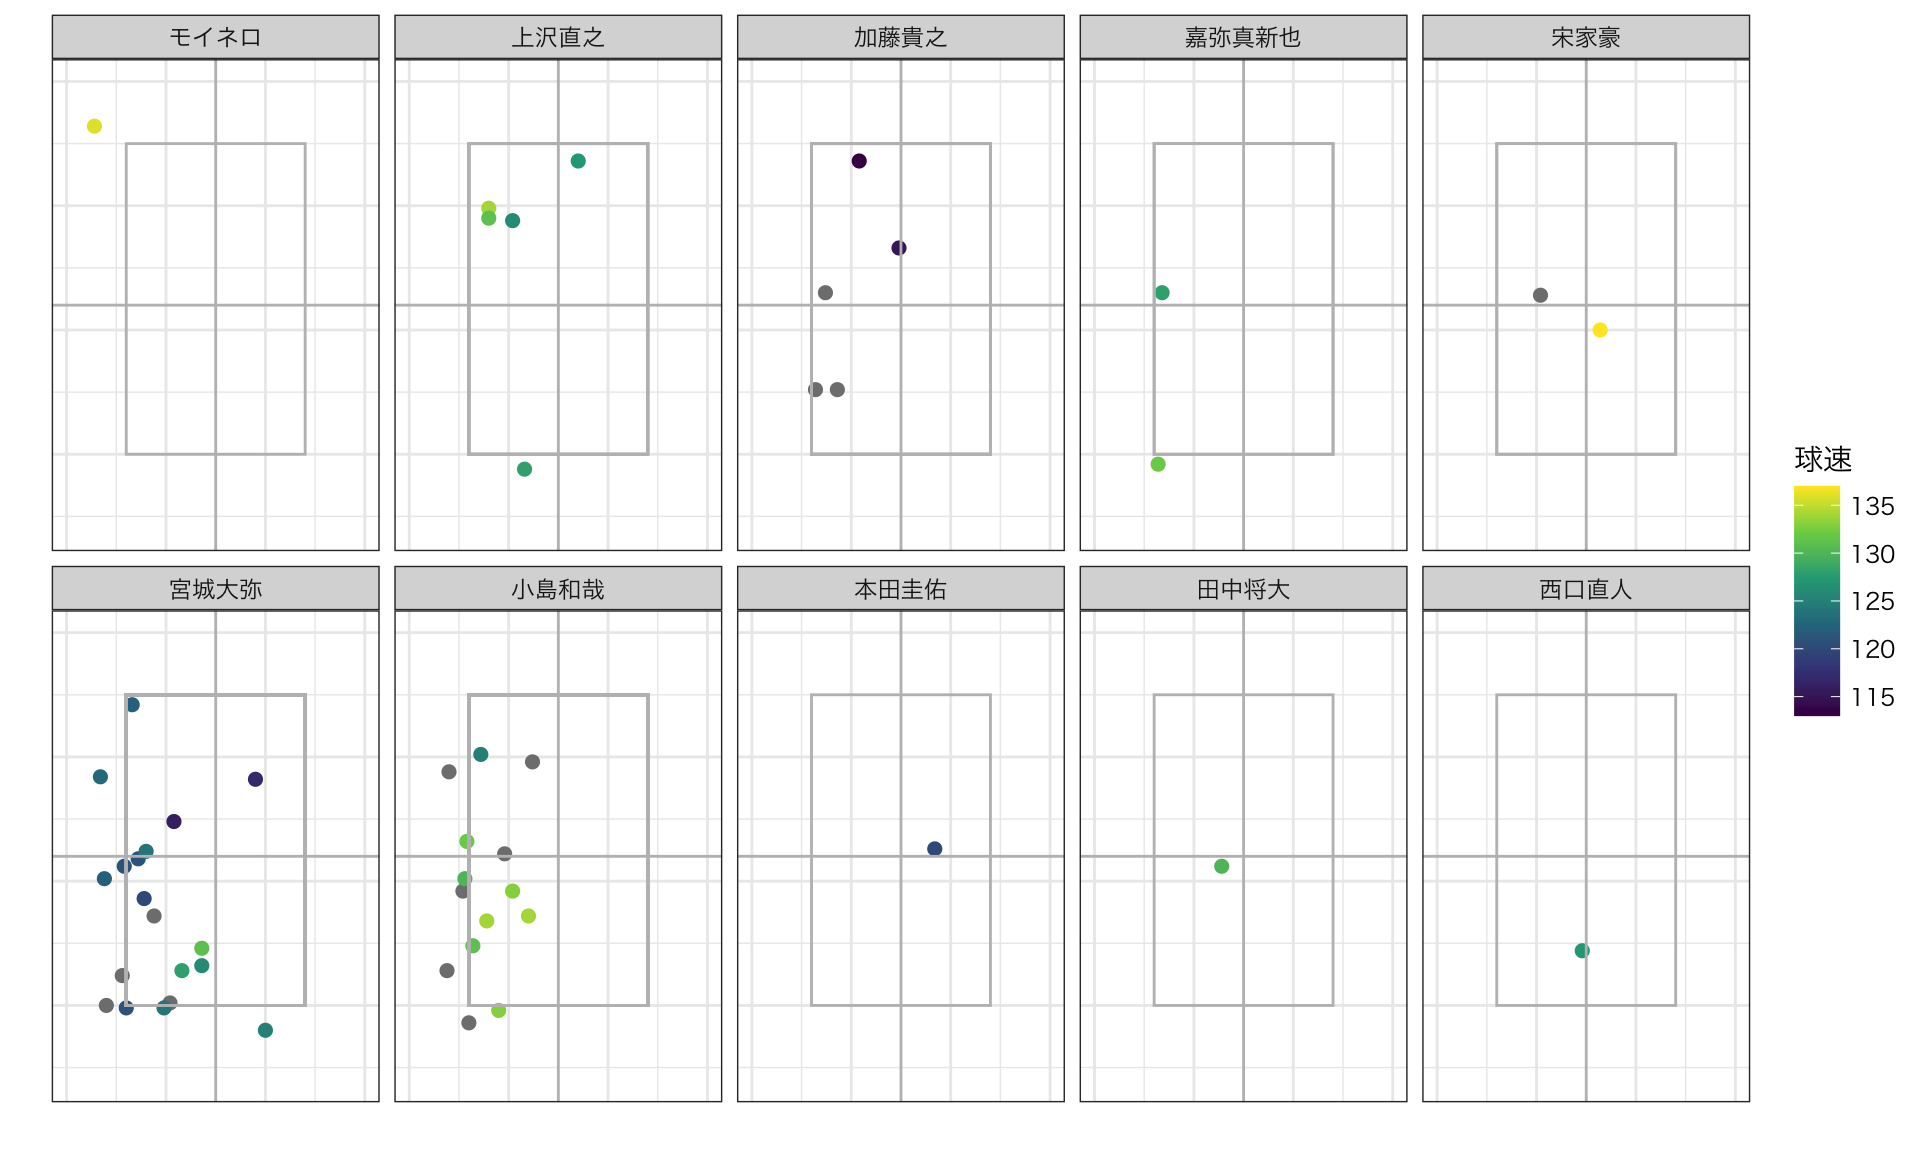 モイネロ
上沢直之
加藤貴之
嘉弥真新也
宋家豪
宮城大弥
小島和哉
本田圭佑
田中将大
西口直人
球速
135
130
125
120
115